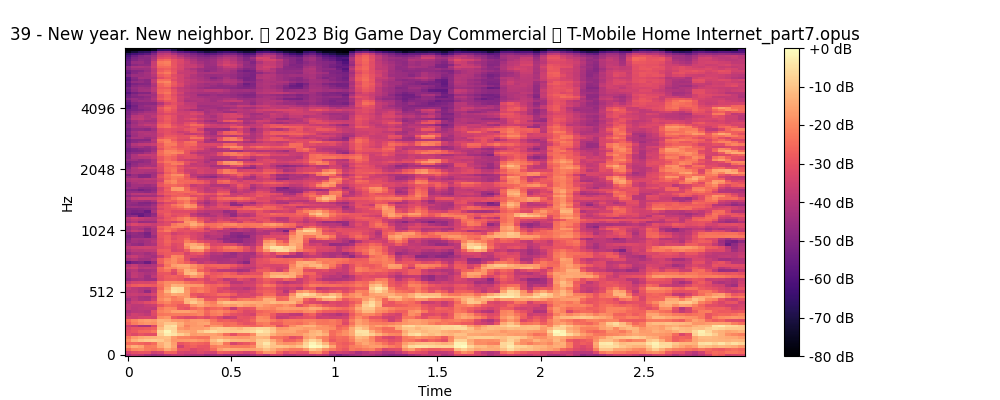 39 - New year. New neighbor. ▯ 2023 Big Game Day Commercial ▯ T-Mobile Home Internet_part7.opus
+0 dB
-10 dB
-20 dB
-30 dB
-40 dB
-50 dB
-60 dB
-70 dB
-80 dB
4096
2048
1024
512
0
Hz
0
0.5
1
1.5
2
2.5
Time